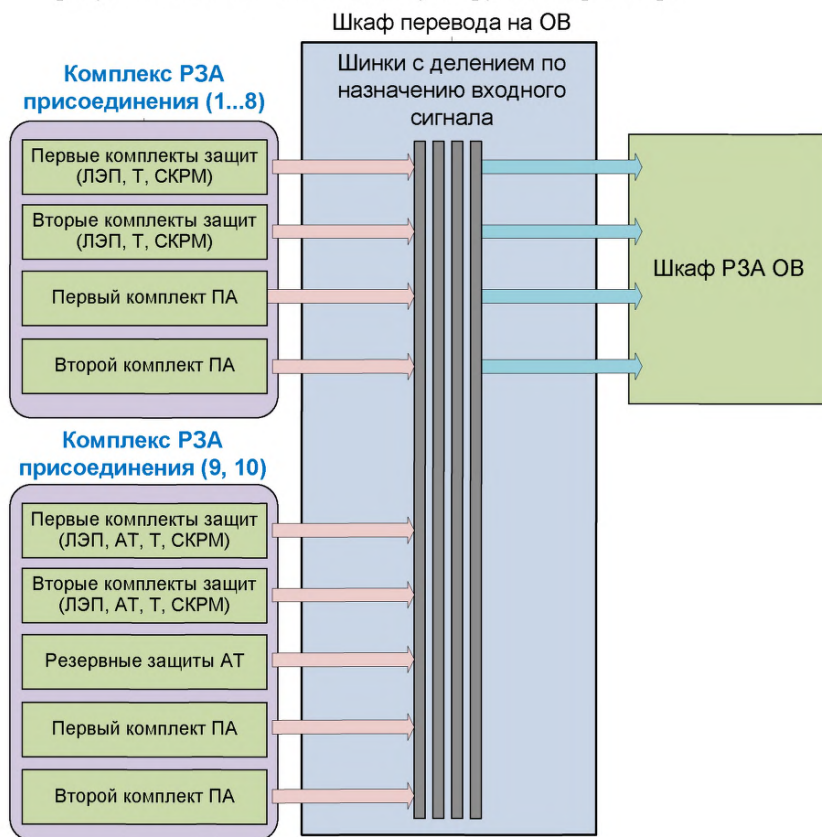 Шкаф перевода на ОВ
Шинки с делением по
назначению входного
сигнала
Комплекс РЗА
присоединения (1...8)
Первые комплекты защит
(ЛЭП, Т, СКРМ)
Вторые комплекты защит
(ЛЭП, Т, СКРМ)
Первый комплект ПА
Второй комплект ПА
Шкаф РЗА ОВ
Комплекс РЗА
присоединения (9, 10)
Первые комплекты защит
(ЛЭП, АТ, Т, СКРМ)
Вторые комплекты защит
(ЛЭП, АТ, Т, СКРМ)
Резервные защиты АТ
Первый комплект ПА
Второй комплект ПА